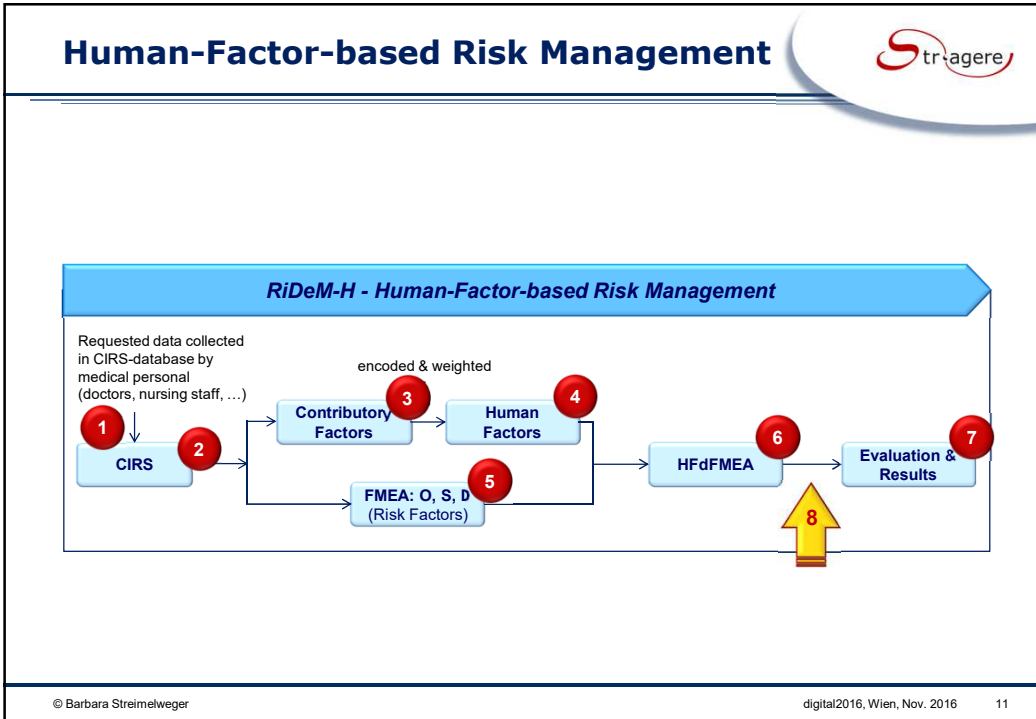 Human-Factor-based Risk Management
Str-agere
RiDeM-H - Human-Factor-based Risk Management
Requested data collected
in CIRS-database by
medical personal
(doctors, nursing staff, …)
encoded & weighted
1
CIRS
2
Contributory
Factors
3
Human
Factors
4
FMEA: O, S, D
(Risk Factors)
5
HFdFMEA
6
Evaluation &
Results
7
8
© Barbara Streimelweger
digital2016, Wien, Nov. 2016
11